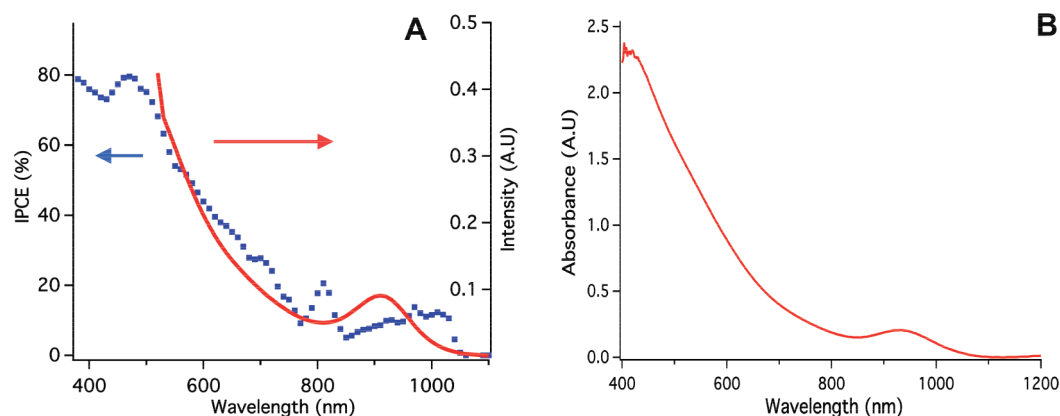 A
IPCE (%)
80
60
40
20
0
0.5
0.4
0.3
0.2
0.1
0.0
Intensity (A.U)
400 600 800 1000
Wavelength (nm)
B
Absorbance (A.U)
2.5
2.0
1.5
1.0
0.5
0.0
400 600 800 1000 1200
Wavelength (nm)